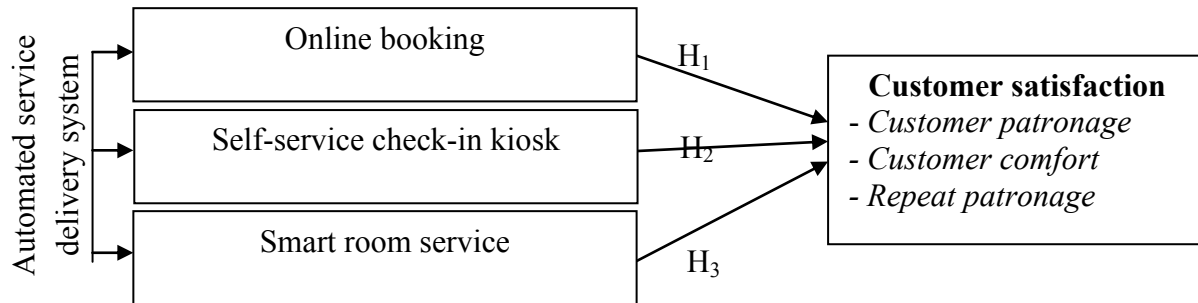 Automated service
delivery system
Online booking
Self-service check-in kiosk
Smart room service
H₁
H₂
H₃
Customer satisfaction
- Customer patronage
- Customer comfort
- Repeat patronage